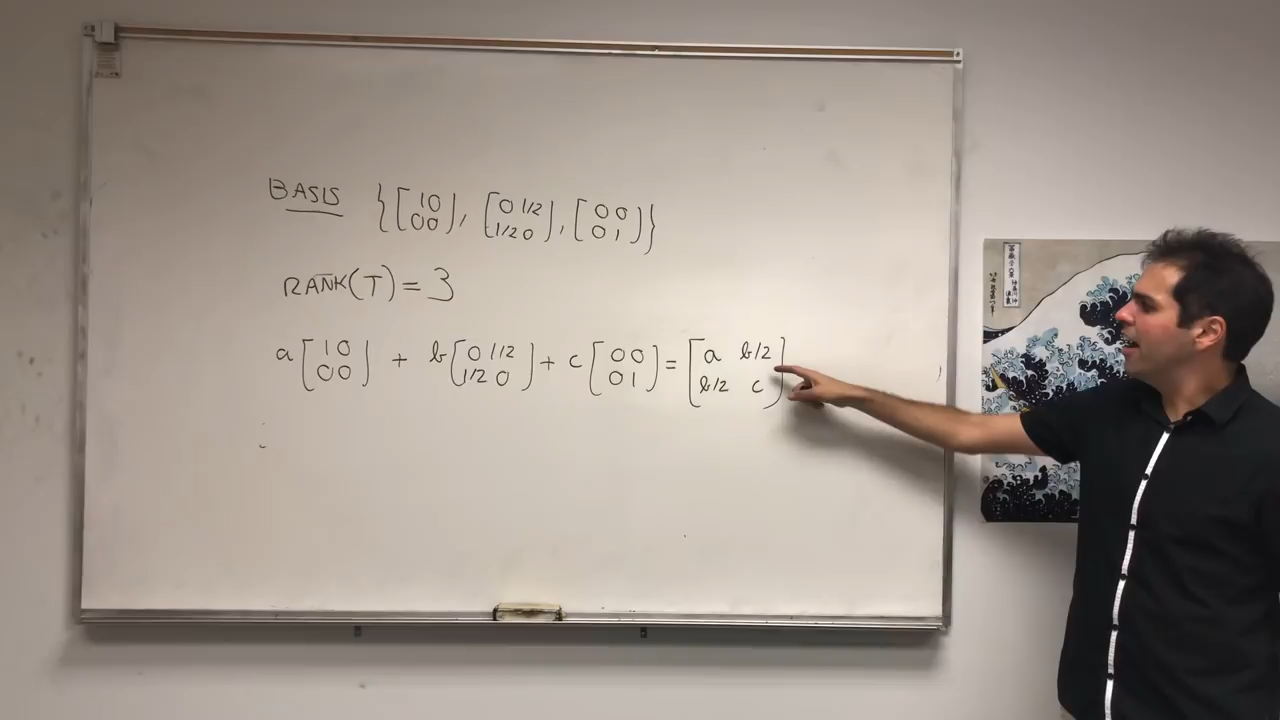 BASIS {[1 0 0 0], [0 1/2 1/2 0], [0 0 0 1]}
RANK(T) = 3
a [1 0 0 0] + b [0 1/2 1/2 0] + c [0 0 0 1] = [a b/2 b/2 c]